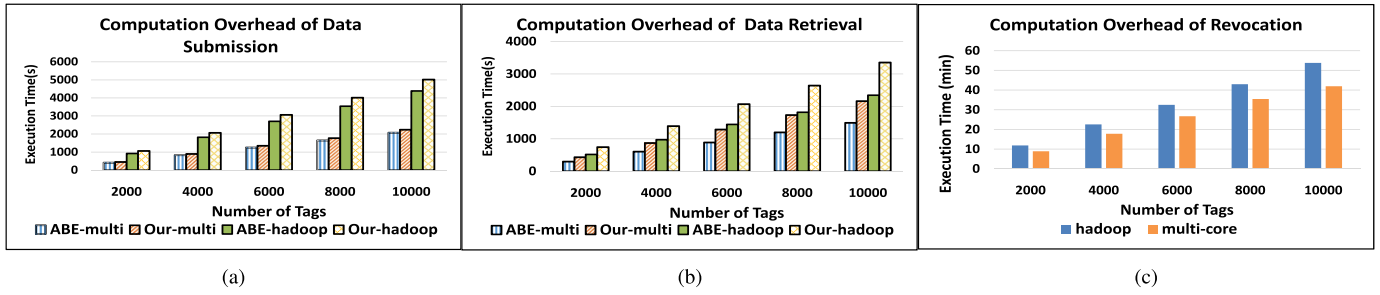 Computation Overhead of Data
Submission
Execution Time(s)
6000
5000
4000
3000
2000
1000
0
2000 4000 6000 8000 10000
Number of Tags
ABE-multi Our-multi ABE-hadoop Our-hadoop
(a)
Computation Overhead of Data Retrieval
Execution Time(s)
4000
3000
2000
1000
0
2000 4000 6000 8000 10000
Number of Tags
ABE-multi Our-multi ABE-hadoop Our-hadoop
(b)
Computation Overhead of Revocation
Execution Time (min)
60
50
40
30
20
10
0
2000 4000 6000 8000 10000
Number of Tags
hadoop multi-core
(c)